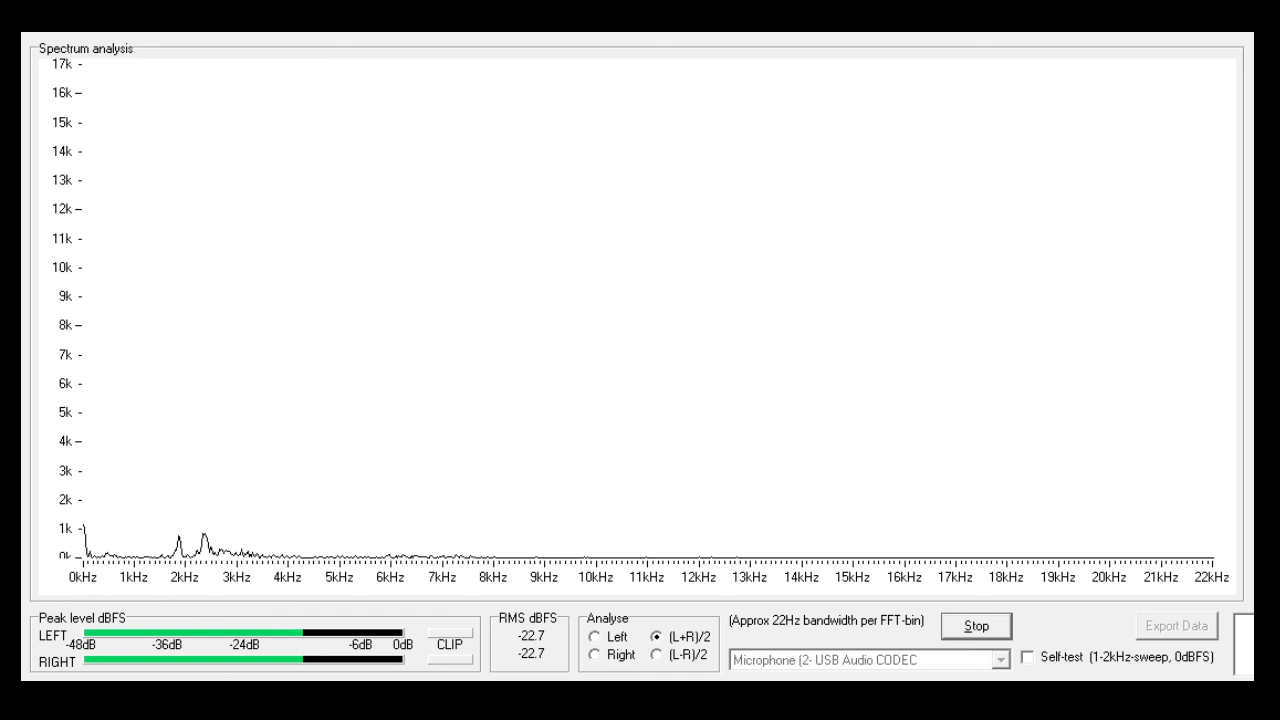 Spectrum analysis
17k
16k
15k
14k
13k
12k
11k
10k
9k
8k
7k
6k
5k
4k
3k
2k
1k
0k
0kHz 1kHz 2kHz 3kHz 4kHz 5kHz 6kHz 7kHz 8kHz 9kHz 10kHz 11kHz 12kHz 13kHz 14kHz 15kHz 16kHz 17kHz 18kHz 19kHz 20kHz 21kHz 22kHz
Peak level dBFS
LEFT
-48dB -36dB -24dB -6dB 0dB CLIP
RIGHT
RMS dBFS
-22.7
-22.7
Analyse
Left (L+R)/2
Right (L-R)/2
(Approx 22Hz bandwidth per FFT-bin)
Stop
Export Data
Microphone (2- USB Audio CODEC
Self-test (1-2kHz-sweep, 0dBFS)